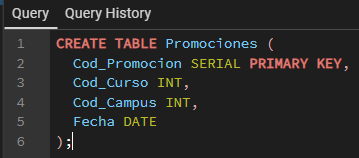 Query Query History
1 CREATE TABLE Promociones (
2 Cod_Promocion SERIAL PRIMARY KEY,
3 Cod_Curso INT,
4 Cod_Campus INT,
5 Fecha DATE
6 );